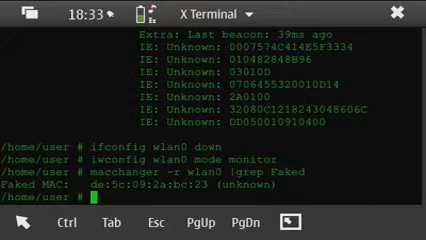 18:33 X Terminal
Extra: Last beacon: 39ms ago
IE: Unknown: 0007574C414E5F3334
IE: Unknown: 010482848B96
IE: Unknown: 03010D
IE: Unknown: 0706455320010D14
IE: Unknown: 2A0100
IE: Unknown: 32080C1218243048606C
IE: Unknown: DD050010910400
/home/user # ifconfig wlan0 down
/home/user # iwconfig wlan0 mode monitor
/home/user # macchanger -r wlan0 |grep Faked
Faked MAC: de:5c:09:2a:bc:23 (unknown)
/home/user #
Ctrl Tab Esc PgUp PgDn